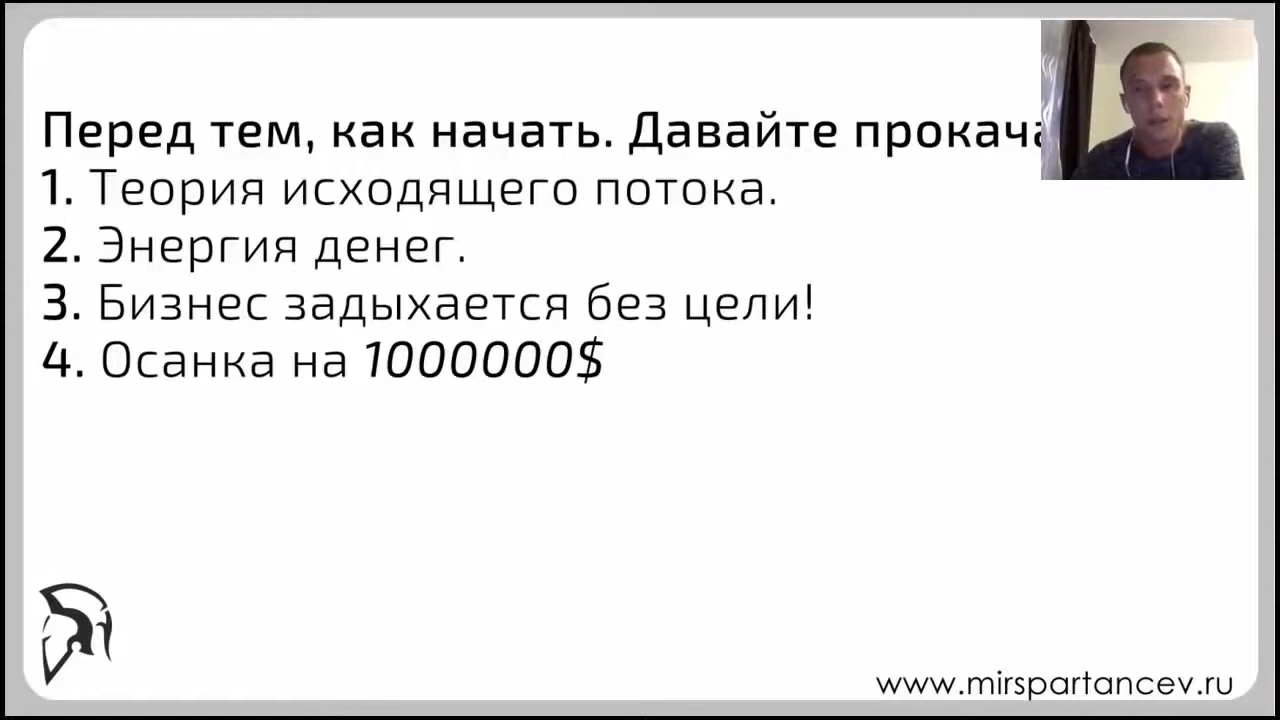 Перед тем, как начать. Давайте
1. Теория исходящего потока.
2. Энергия денег.
3. Бизнес задыхается без цели!
4. Осанка на 1000000$
www.mirspartancev.ru